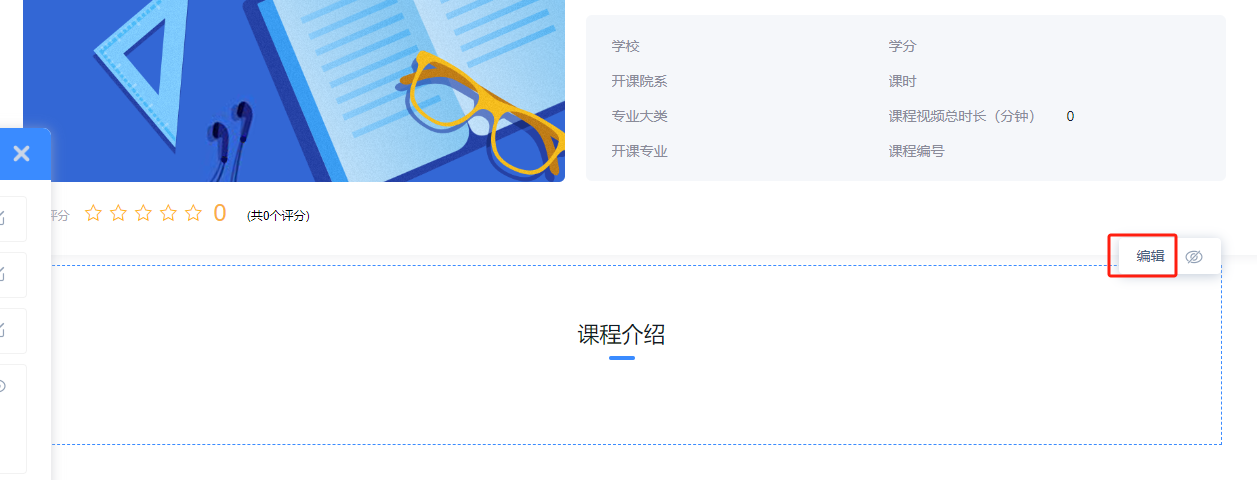 学校
学分
开课院系
课时
专业大类
课程视频总时长（分钟） 0
开课专业
课程编号
评分 0 (共0个评分)
编辑
课程介绍